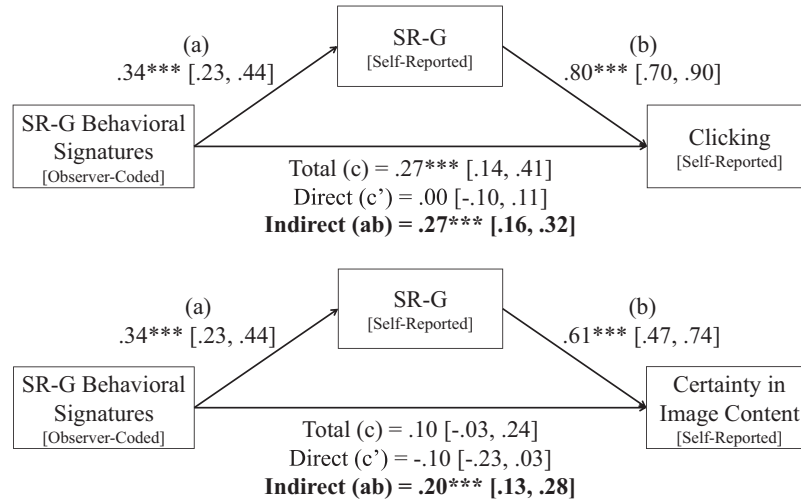 (a)
.34*** [.23, .44]
SR-G
[Self-Reported]
(b)
.80*** [.70, .90]
SR-G Behavioral
Signatures
[Observer-Coded]
Clicking
[Self-Reported]
Total (c) = .27*** [.14, .41]
Direct (c’) = .00 [-.10, .11]
Indirect (ab) = .27*** [.16, .32]
(a)
.34*** [.23, .44]
SR-G
[Self-Reported]
(b)
.61*** [.47, .74]
SR-G Behavioral
Signatures
[Observer-Coded]
Certainty in
Image Content
[Self-Reported]
Total (c) = .10 [-.03, .24]
Direct (c’) = -.10 [-.23, .03]
Indirect (ab) = .20*** [.13, .28]